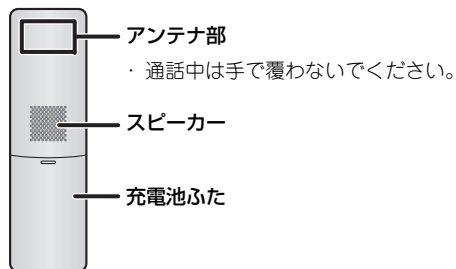 アンテナ部
・ 通話中は手で覆わないでください。
スピーカー
充電池ふた